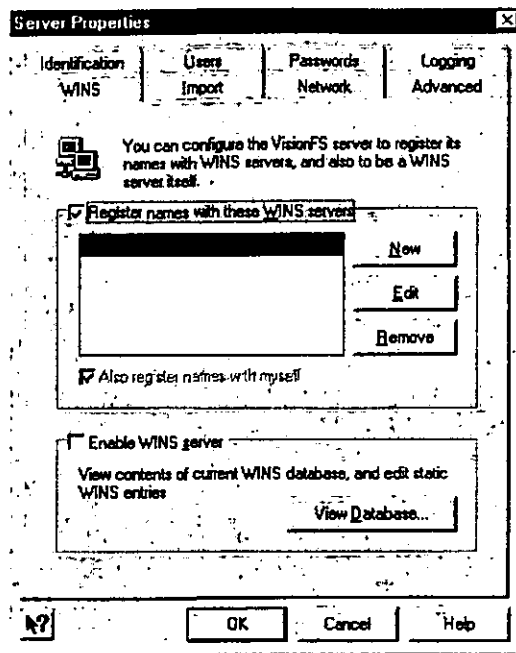 Server Properties
Identification Users Passwords Logging
WINS Import Network Advanced
You can configure the VisionFS server to register its
names with WINS servers, and also to be a WINS
server itself.
Register names with these WINS servers
New
Edit
Remove
Also register names with myself
Enable WINS server
View contents of current WINS database, and edit static
WINS entries
View Database...
OK Cancel Help